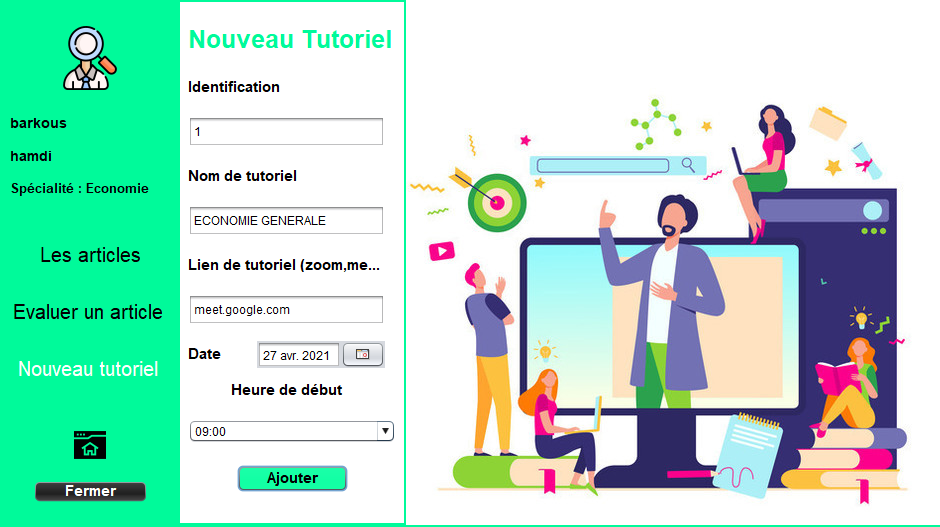 barkous
hamdi
Spécialité : Economie
Les articles
Evaluer un article
Nouveau tutoriel
Fermer
Nouveau Tutoriel
Identification
1
Nom de tutoriel
ECONOMIE GENERALE
Lien de tutoriel (zoom,me...
meet.google.com
Date
27 avr. 2021
Heure de début
09:00
Ajouter